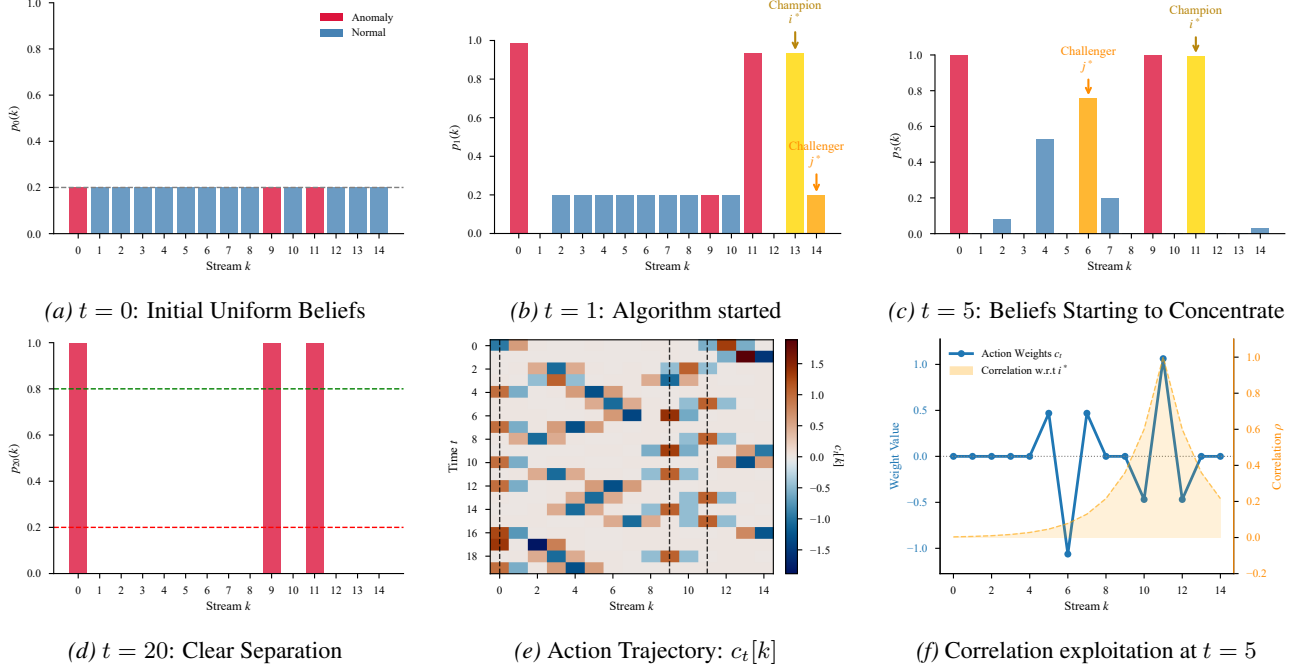 1.0
0.8
0.6
0.4
0.2
0.0
p₀(k)
Anomaly
Normal
0 1 2 3 4 5 6 7 8 9 10 11 12 13 14
Stream k
(a) t = 0: Initial Uniform Beliefs
1.0
0.8
0.6
0.4
0.2
0.0
p₁(k)
Champion
i*
Challenger
j*
0 1 2 3 4 5 6 7 8 9 10 11 12 13 14
Stream k
(b) t = 1: Algorithm started
1.0
0.8
0.6
0.4
0.2
0.0
p₅(k)
Challenger
j*
Champion
i*
0 1 2 3 4 5 6 7 8 9 10 11 12 13 14
Stream k
(c) t = 5: Beliefs Starting to Concentrate
1.0
0.8
0.6
0.4
0.2
0.0
p₂₀(k)
0 1 2 3 4 5 6 7 8 9 10 11 12 13 14
Stream k
(d) t = 20: Clear Separation
0
2
4
6
8
10
12
14
16
18
Time t
0 2 4 6 8 10 12 14
Stream k
1.5
1.0
0.5
0.0
−0.5
−1.0
−1.5
cₜ[k]
(e) Action Trajectory: cₜ[k]
1.0
0.5
0.0
−0.5
−1.0
Weight Value
Action Weights cₜ
Correlation w.r.t i*
0 2 4 6 8 10 12 14
Stream k
1.0
0.8
0.6
0.4
0.2
0.0
−0.2
Correlation ρ
(f) Correlation exploitation at t = 5